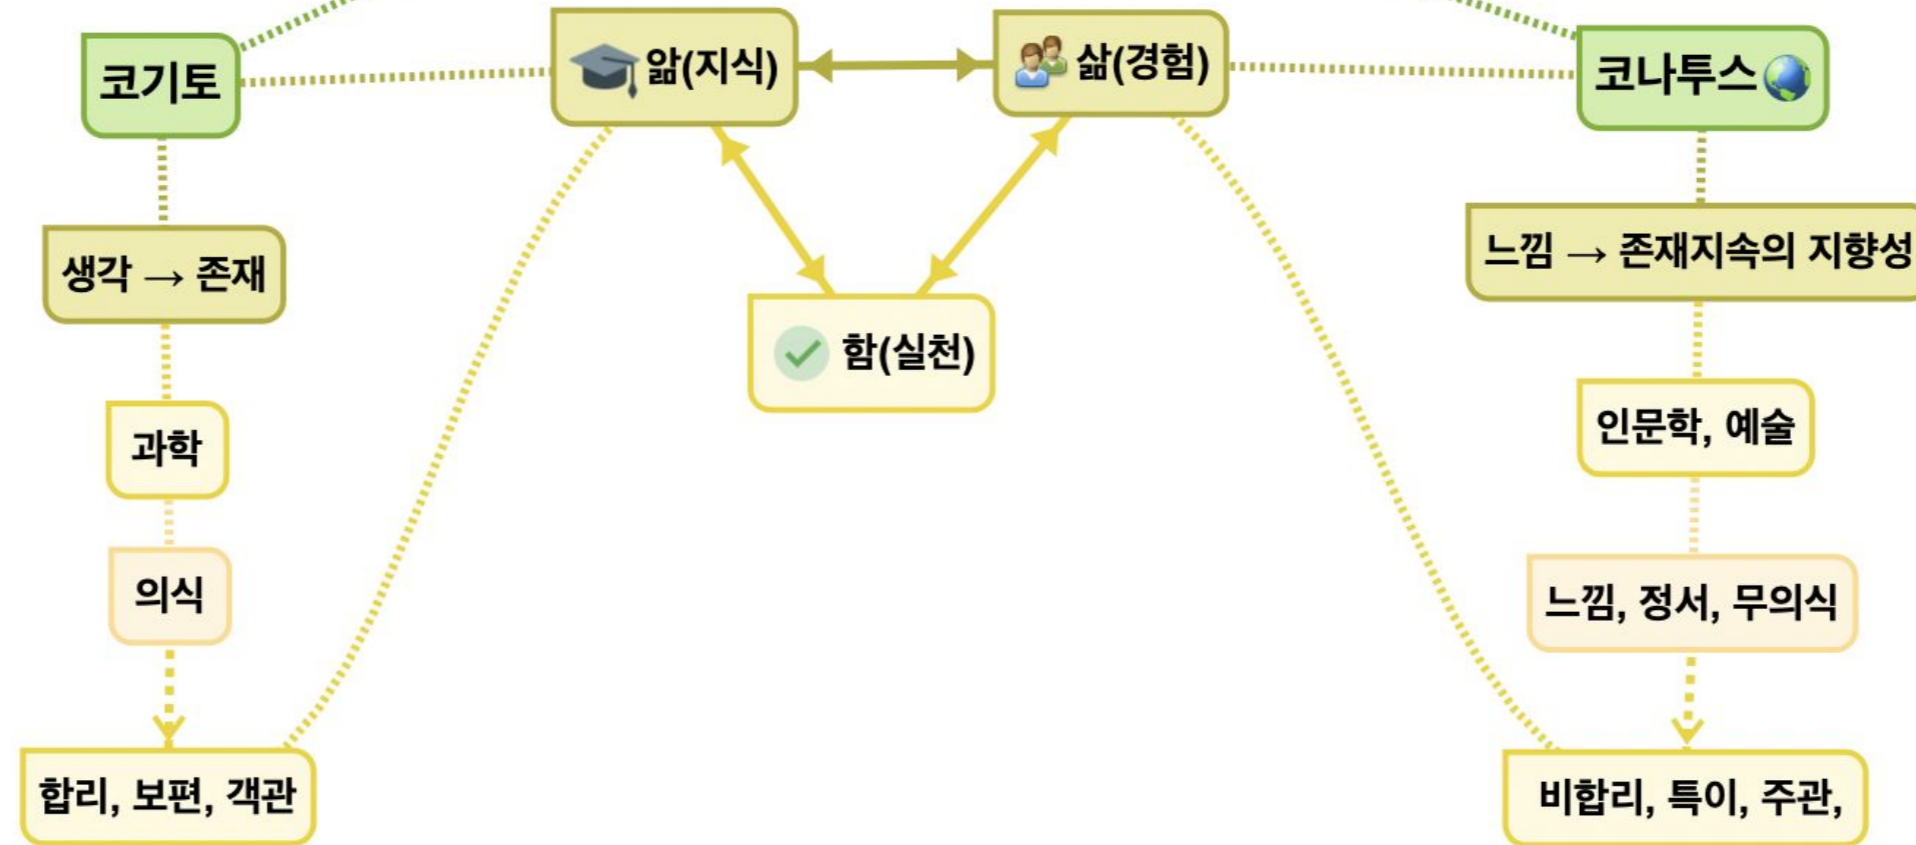 코기토
앎(지식)
삶(경험)
코나투스
생각 → 존재
느낌 → 존재지속의 지향성
함(실천)
과학
인문학, 예술
의식
느낌, 정서, 무의식
합리, 보편, 객관
비합리, 특이, 주관,